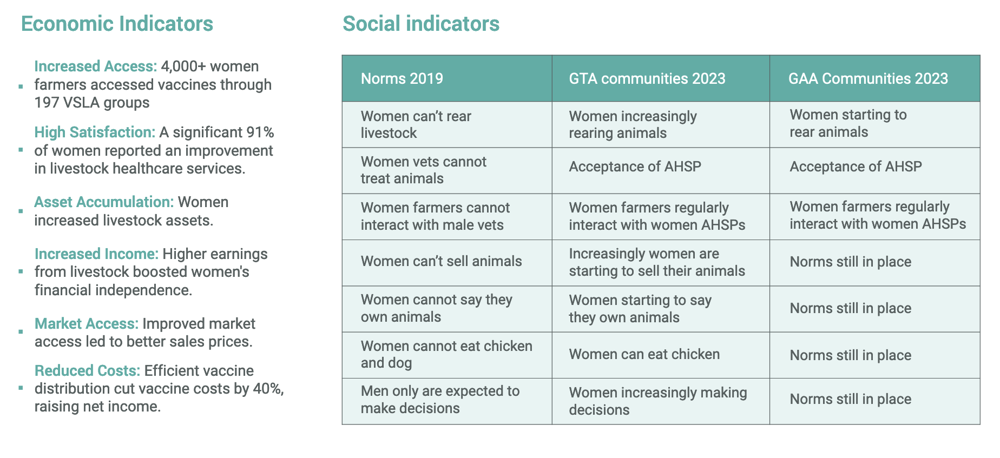 Economic Indicators
Increased Access: 4,000+ women
farmers accessed vaccines through
197 VSLA groups
High Satisfaction: A significant 91%
of women reported an improvement
in livestock healthcare services.
Asset Accumulation: Women
increased livestock assets.
Increased Income: Higher earnings
from livestock boosted women's
financial independence.
Market Access: Improved market
access led to better sales prices.
Reduced Costs: Efficient vaccine
distribution cut vaccine costs by 40%,
raising net income.
Social indicators
Norms 2019
GTA communities 2023
GAA Communities 2023
Women can’t rear
livestock
Women increasingly
rearing animals
Women starting to
rear animals
Women vets cannot
treat animals
Acceptance of AHSP
Acceptance of AHSP
Women farmers cannot
interact with male vets
Women farmers regularly
interact with women AHSPs
Women farmers regularly
interact with women AHSPs
Women can’t sell animals
Increasingly women are
starting to sell their animals
Norms still in place
Women cannot say they
own animals
Women starting to say
they own animals
Norms still in place
Women cannot eat chicken
and dog
Women can eat chicken
Norms still in place
Men only are expected to
make decisions
Women increasingly making
decisions
Norms still in place